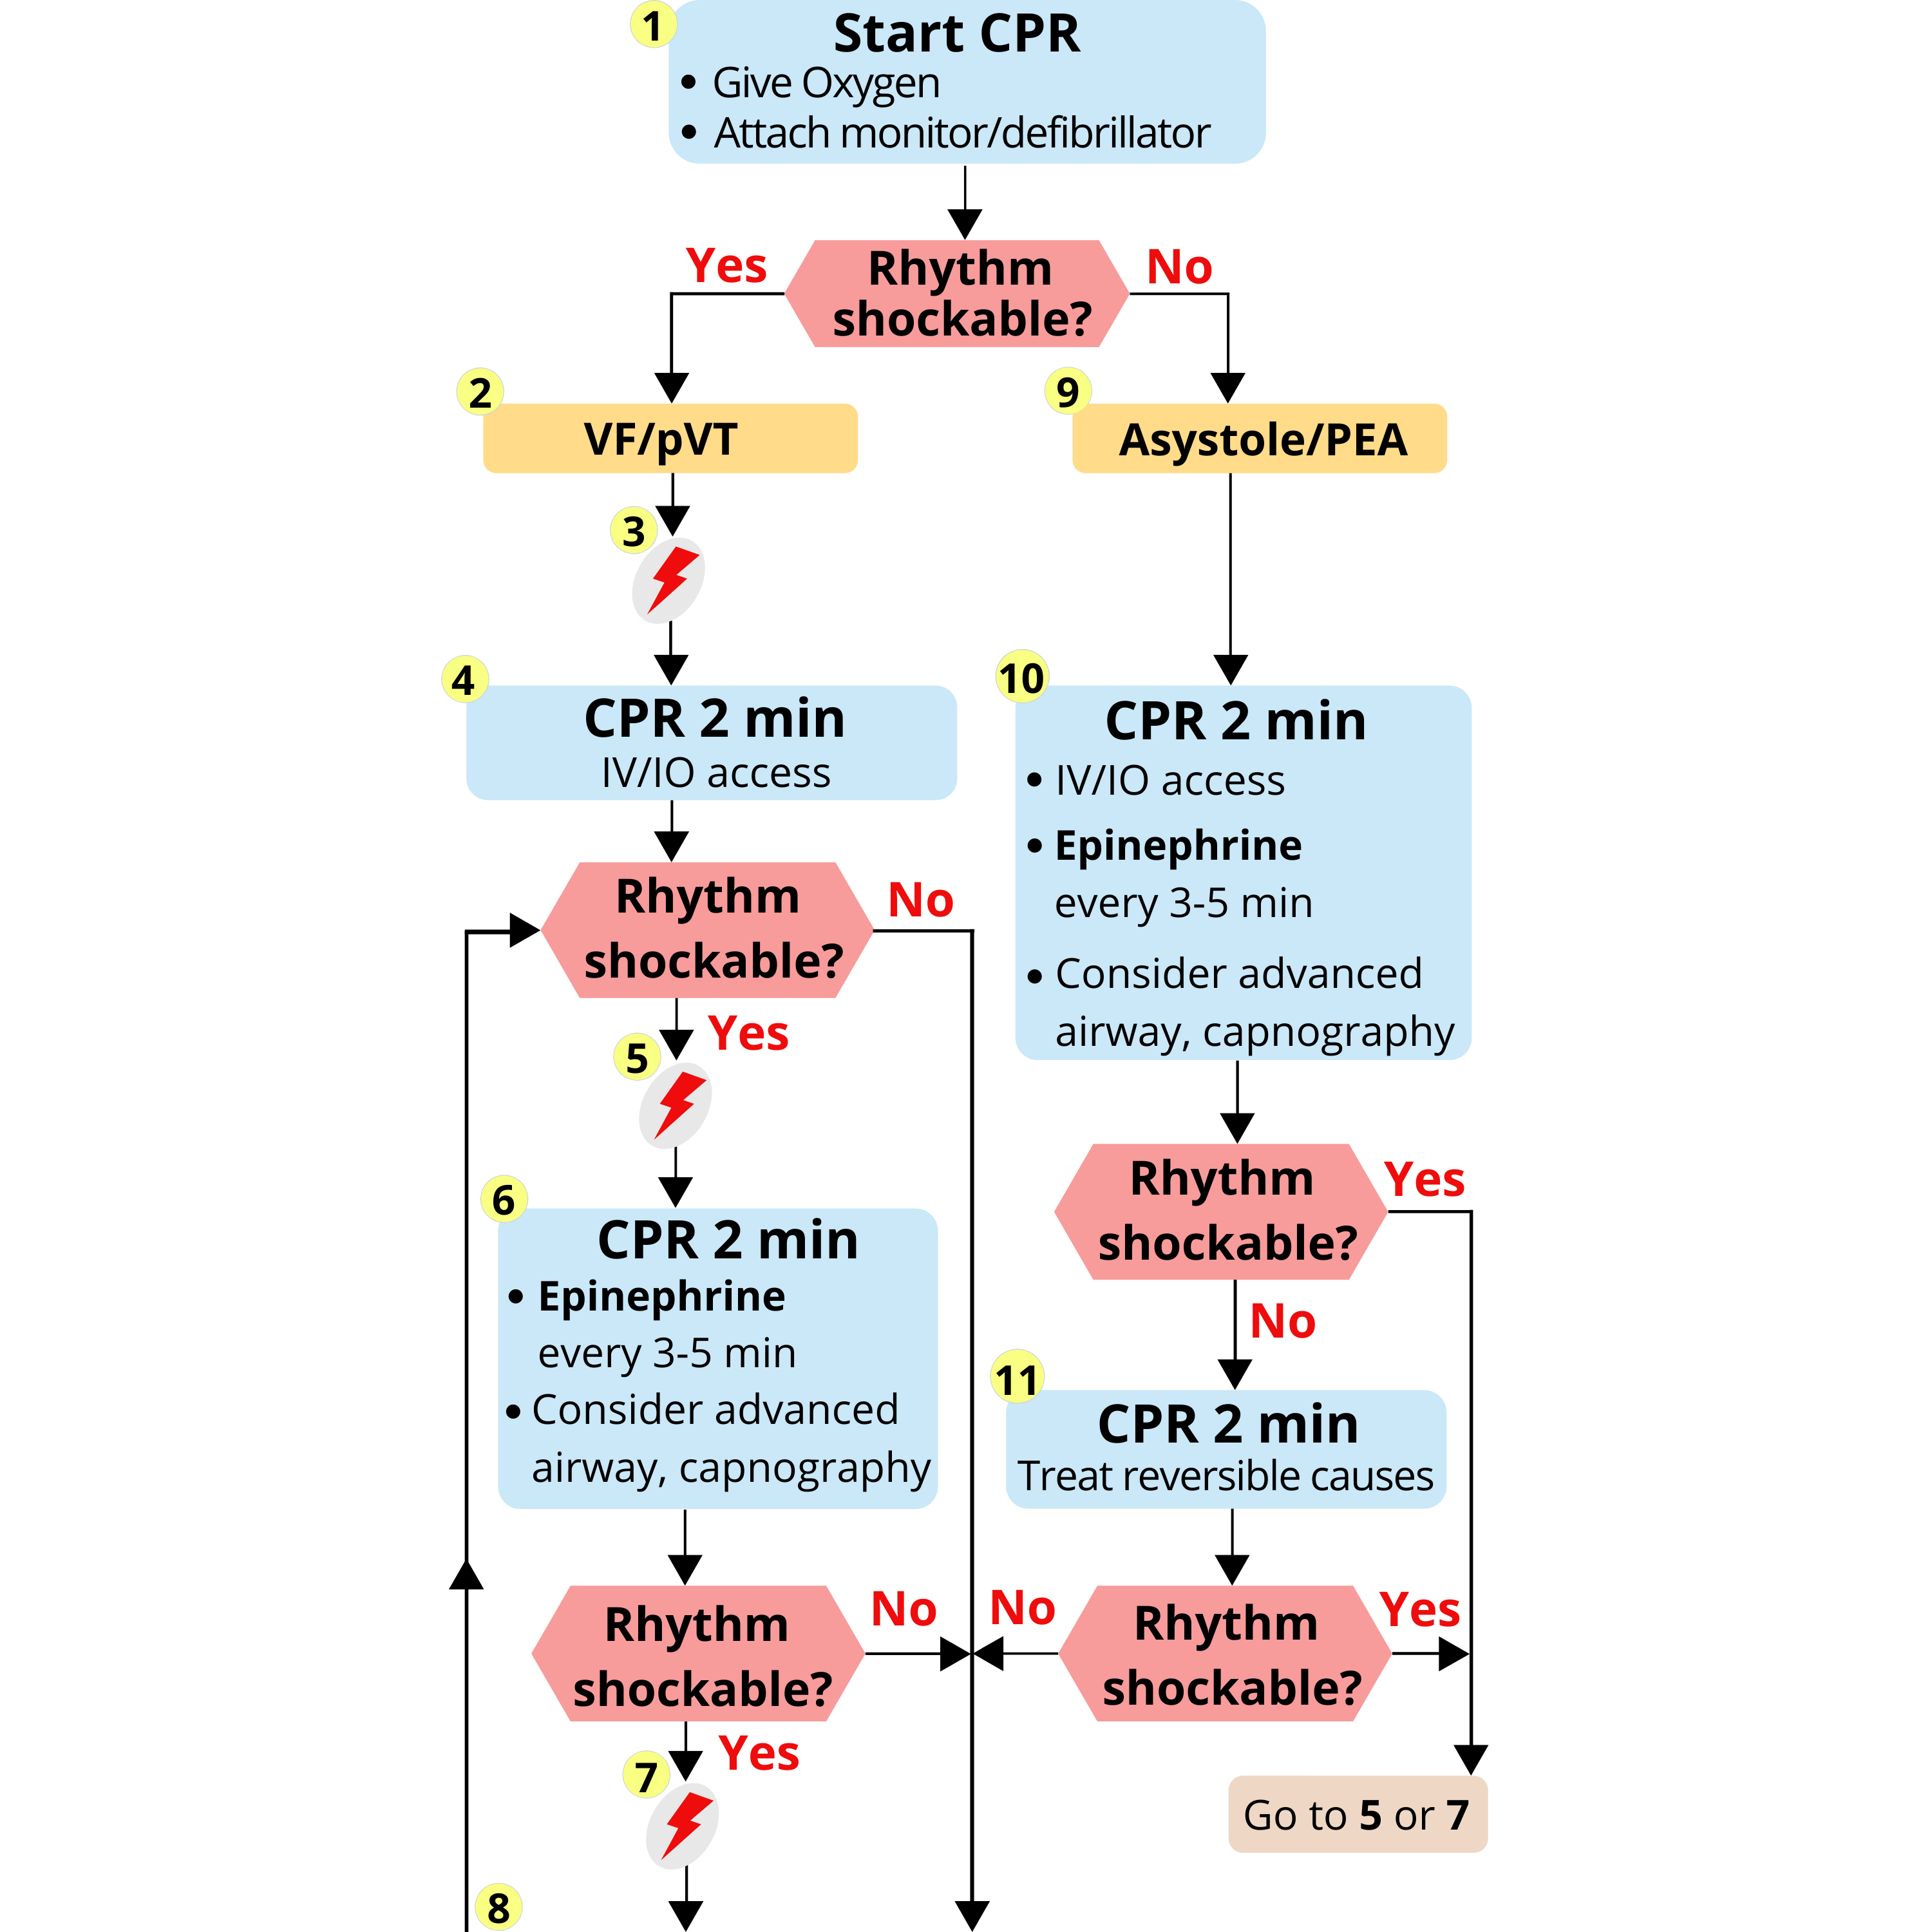 1
Start CPR
• Give Oxygen
• Attach monitor/defibrillator
Rhythm
shockable?
Yes
No
2
VF/pVT
9
Asystole/PEA
3
4
CPR 2 min
IV/IO access
10
CPR 2 min
• IV/IO access
• Epinephrine
every 3-5 min
• Consider advanced
airway, capnography
Rhythm
shockable?
No
Yes
5
6
CPR 2 min
• Epinephrine
every 3-5 min
• Consider advanced
airway, capnography
Rhythm
shockable?
Yes
No
11
CPR 2 min
Treat reversible causes
Rhythm
shockable?
No
Yes
7
Rhythm
shockable?
No
Yes
Go to 5 or 7
8